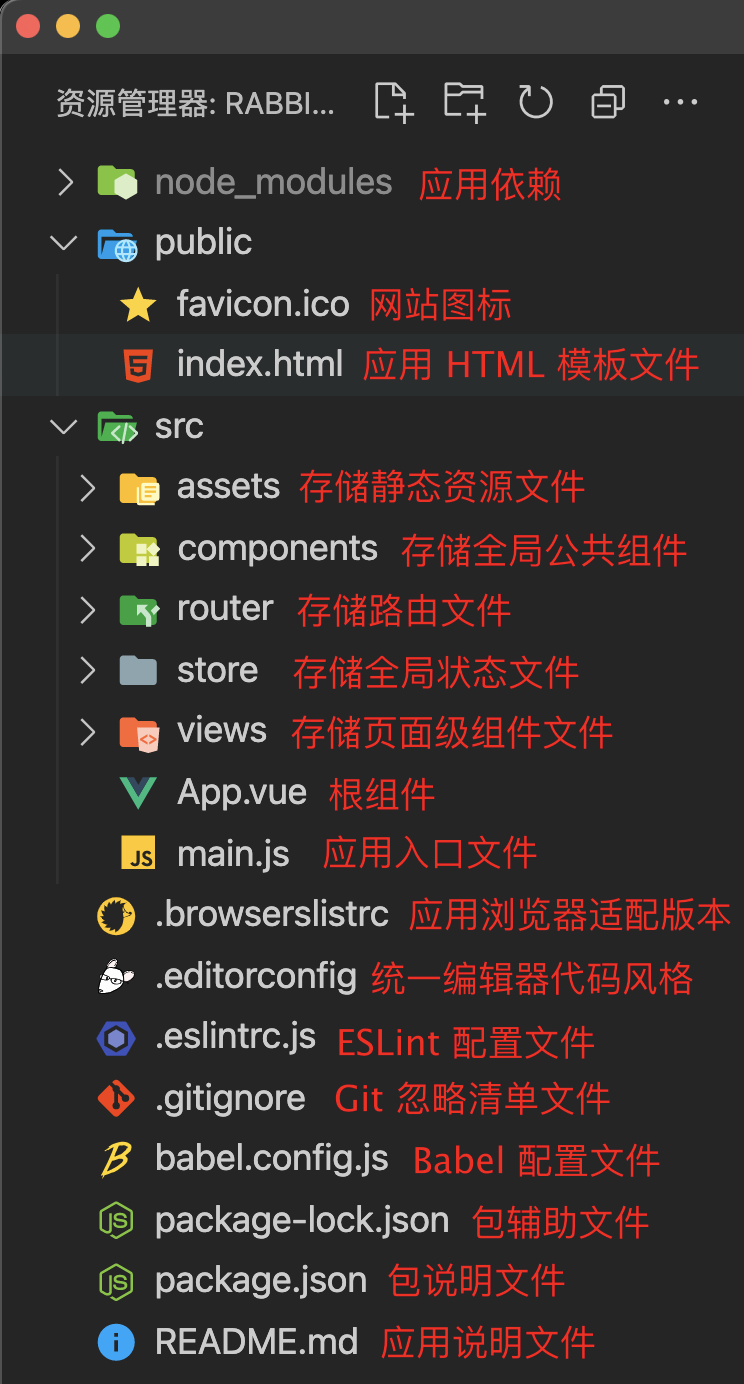 资源管理器: RABBI...
node_modules 应用依赖
public
favicon.ico 网站图标
index.html 应用 HTML 模板文件
src
assets 存储静态资源文件
components 存储全局公共组件
router 存储路由文件
store 存储全局状态文件
views 存储页面级组件文件
App.vue 根组件
main.js 应用入口文件
.browserslistrc 应用浏览器适配版本
.editorconfig 统一编辑器代码风格
.eslintrc.js ESLint 配置文件
.gitignore Git 忽略清单文件
babel.config.js Babel 配置文件
package-lock.json 包辅助文件
package.json 包说明文件
README.md 应用说明文件